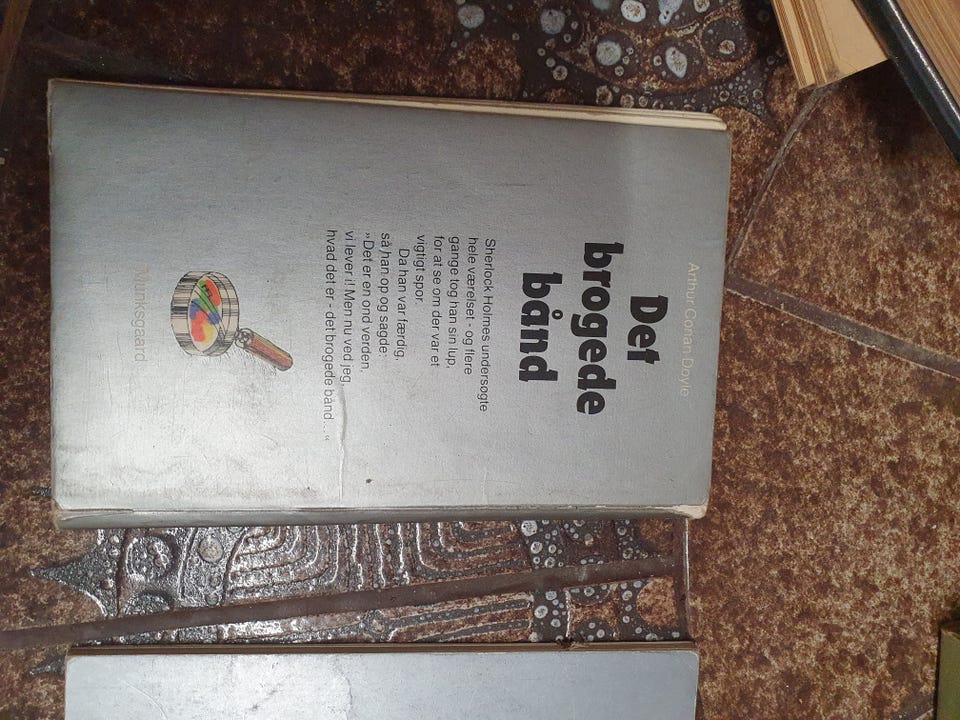 Arthur Conan Doyle
Det
brogede
bånd
Sherlock Holmes undersøgte
hele værelset - og flere
gange tog han sin lup,
for at se om der var et
vigtigt spor.
Da han var færdig,
så han op og sagde:
»Det er en ond verden,
vi lever i! Men nu ved jeg,
hvad det er - det brogede bånd...«
Munksgaard